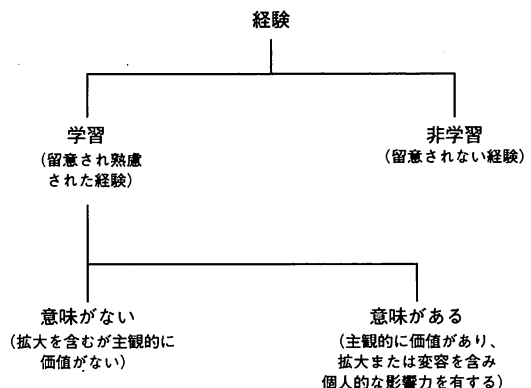 経験
学習
(留意され熟慮
された経験)
非学習
(留意されない経験)
意味がない
(拡大を含むが主観的に
価値がない)
意味がある
(主観的に価値があり、
拡大または変容を含み
個人的な影響力を有する)